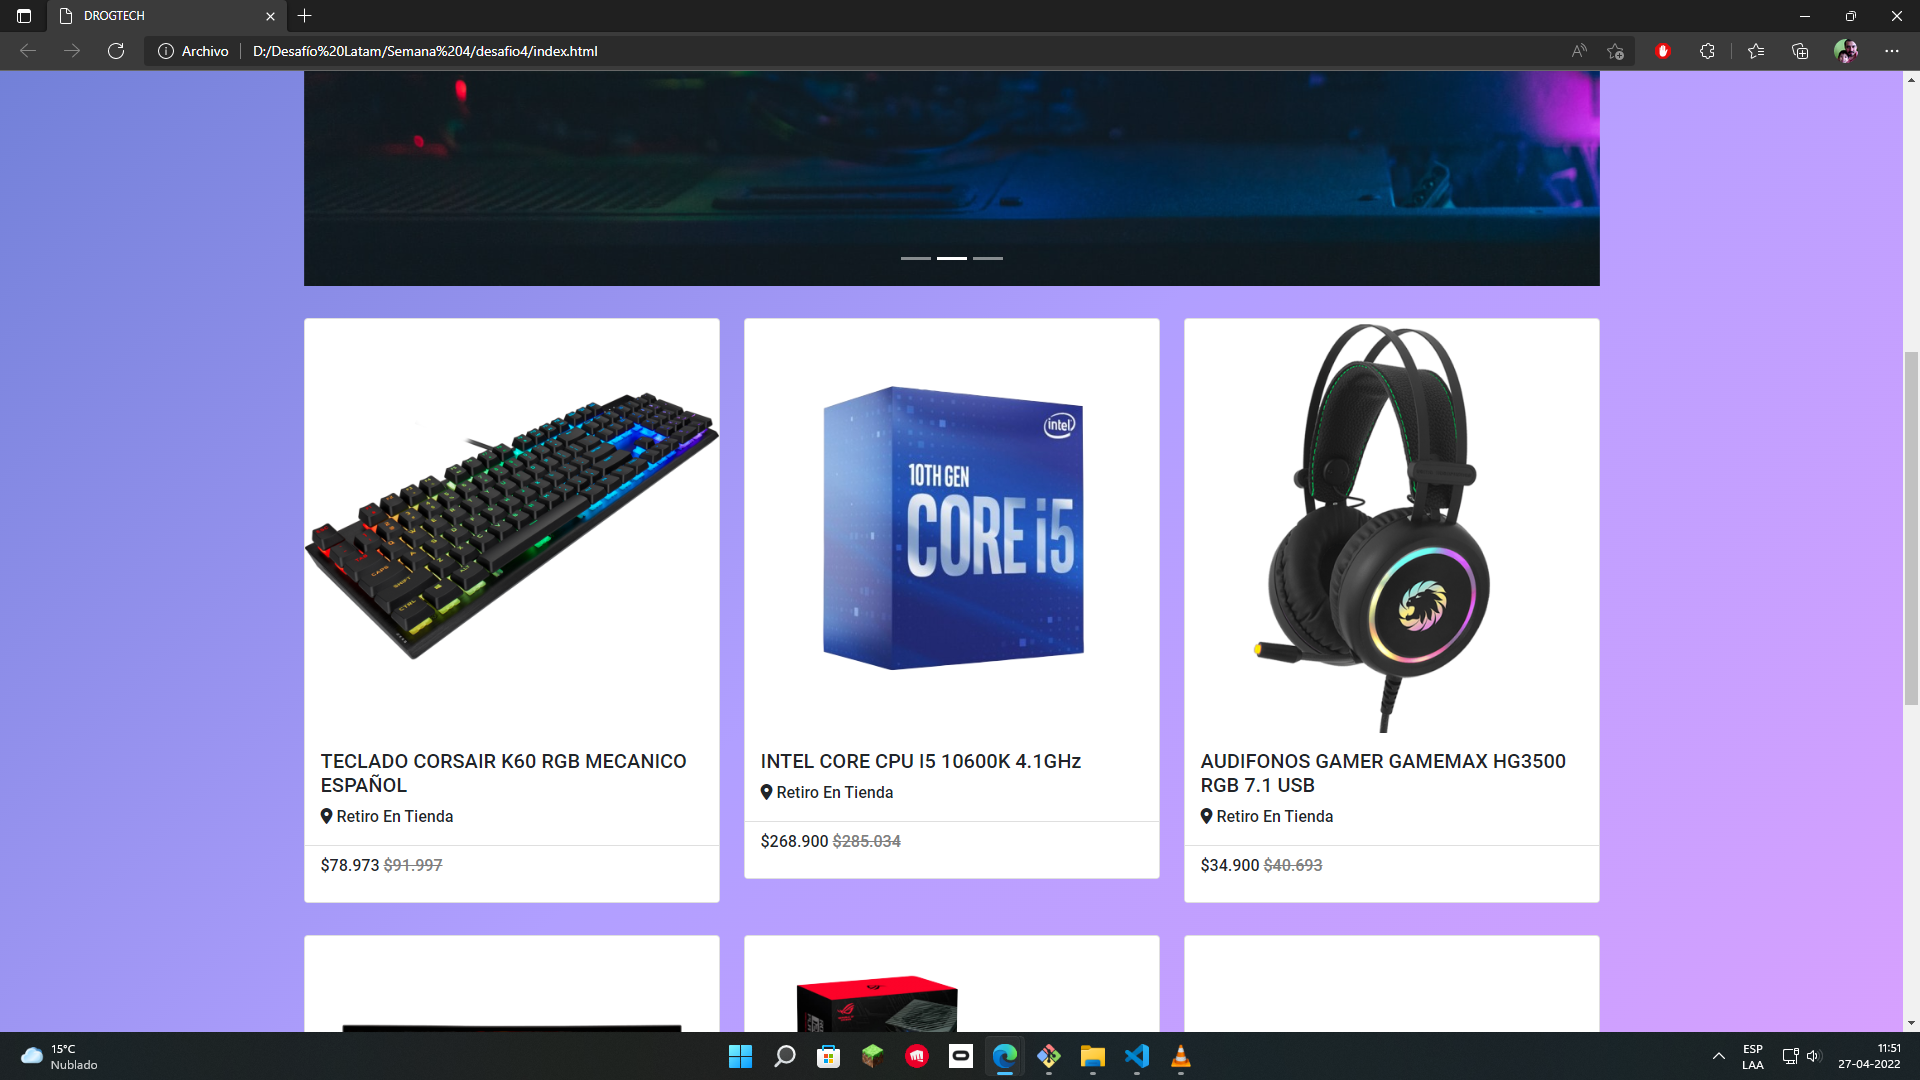 DROGTECH
Archivo
D:/Desafío%20Latam/Semana%204/desafio4/index.html
intel
10TH GEN
CORE i5
TECLADO CORSAIR K60 RGB MECANICO
ESPAÑOL
Retiro En Tienda
$78.973 $91.997
INTEL CORE CPU I5 10600K 4.1GHz
Retiro En Tienda
$268.900 $285.034
AUDIFONOS GAMER GAMEMAX HG3500
RGB 7.1 USB
Retiro En Tienda
$34.900 $40.693
15°C
Nublado
ESP
LAA
11:51
27-04-2022